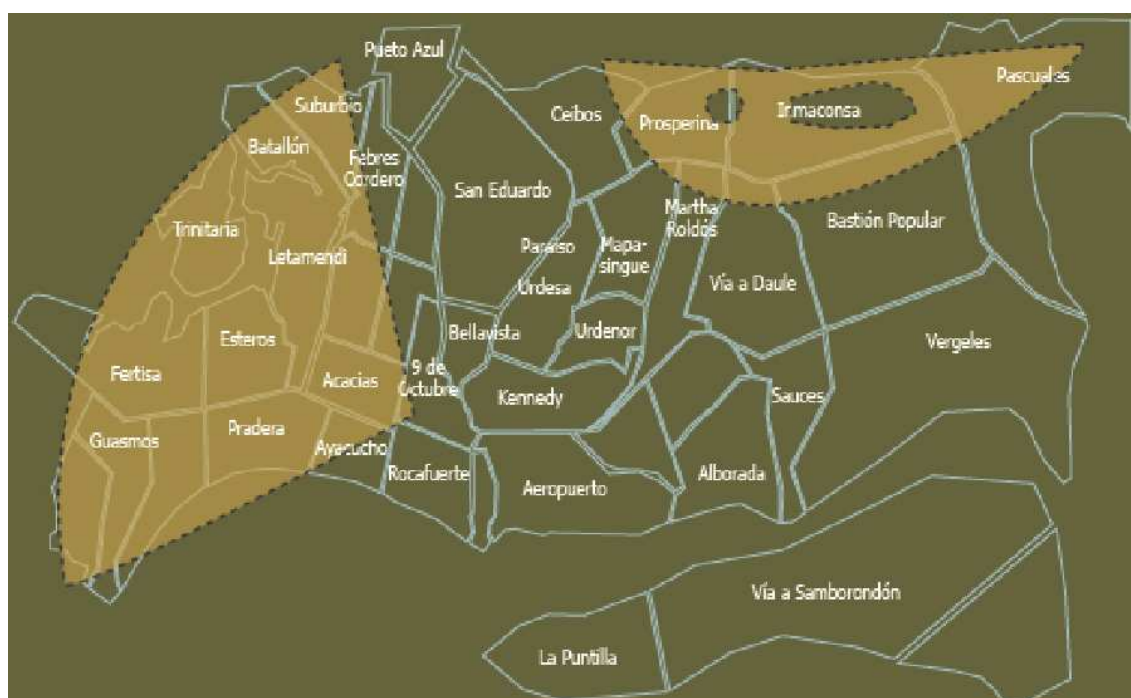 Pueto Azul
Suburbio
Batallón
Febres
Cordero
Ceibos
Prosperina
Inmaconsa
Pascuales
San Eduardo
Trinitaria
Letamendi
Paraíso
Mapa-
singue
Martha
Roldós
Bastión Popular
Urdesa
Vía a Daule
Esteros
Bellavista
Urdenor
Vergeles
Fertisa
Acacias
9 de
Octubre
Kennedy
Sauces
Guasmos
Pradera
Ayacucho
Rocafuerte
Aeropuerto
Alborada
Vía a Samborondón
La Puntilla